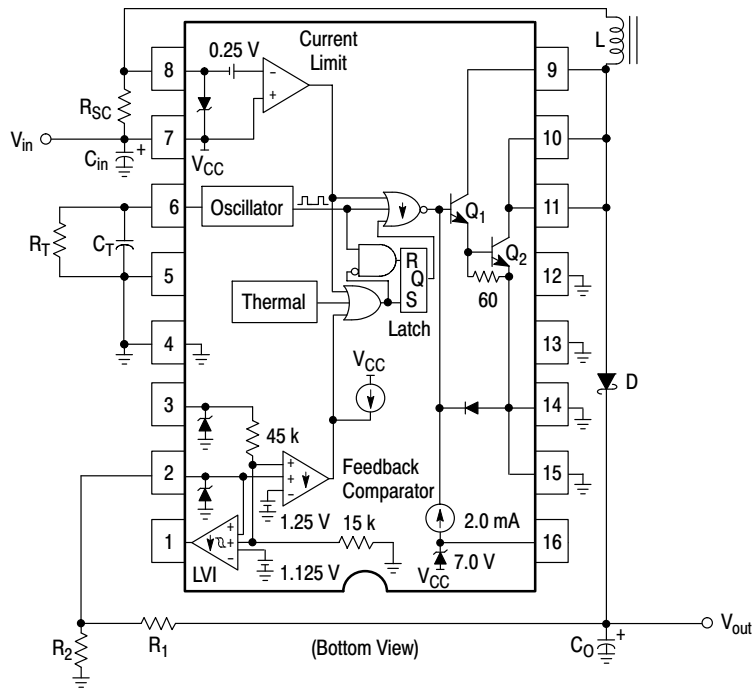 Current
Limit
0.25 V
L
8
9
RSC
Vin
7
10
Cin
+
VCC
6
Oscillator
Q1
11
RT
CT
R
Q
S
Q2
5
60
12
Thermal
Latch
4
13
VCC
3
D
14
45 k
2
Feedback
Comparator
15
1.25 V
15 k
2.0 mA
1
LVI
1.125 V
7.0 V
VCC
16
Vout
R2
R1
(Bottom View)
CO
+